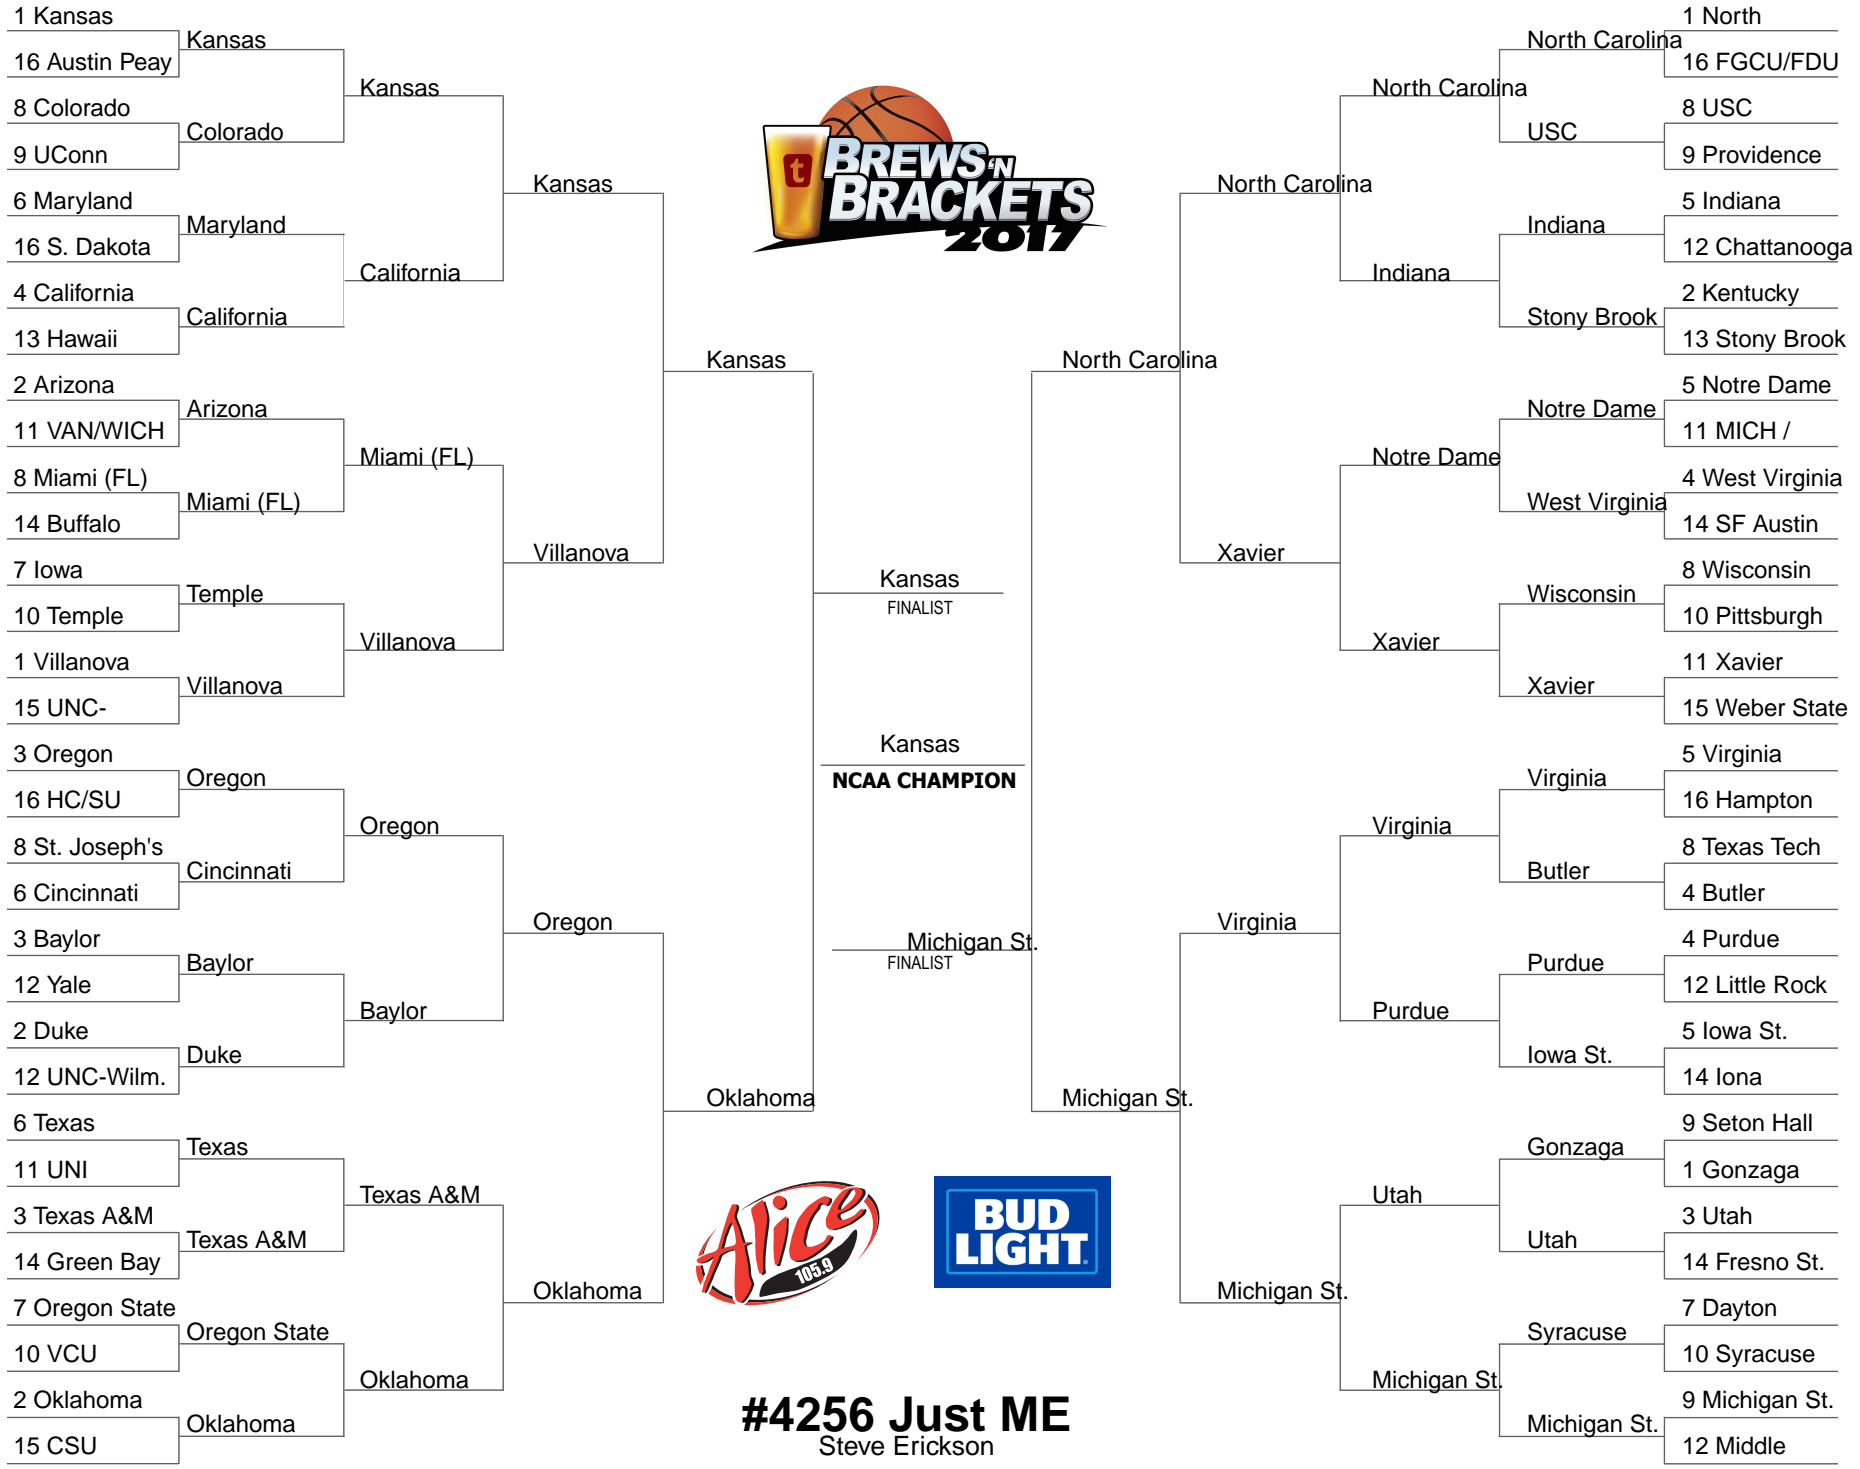 1 Kansas
16 Austin Peay
8 Colorado
9 UConn
6 Maryland
16 S. Dakota
4 California
13 Hawaii
2 Arizona
11 VAN/WICH
8 Miami (FL)
14 Buffalo
7 Iowa
10 Temple
1 Villanova
15 UNC-
3 Oregon
16 HC/SU
8 St. Joseph's
6 Cincinnati
3 Baylor
12 Yale
2 Duke
12 UNC-Wilm.
6 Texas
11 UNI
3 Texas A&M
14 Green Bay
7 Oregon State
10 VCU
2 Oklahoma
15 CSU
Kansas
Colorado
Maryland
California
Arizona
Miami (FL)
Temple
Villanova
Oregon
Cincinnati
Baylor
Duke
Texas
Texas A&M
Oregon State
Oklahoma
Kansas
California
Miami (FL)
Villanova
Oregon
Baylor
Texas A&M
Oklahoma
Kansas
Villanova
Oregon
Oklahoma
Kansas
Oklahoma
t
BREWS 'N
BRACKETS
2017
Kansas
FINALIST
Kansas
NCAA CHAMPION
Michigan St.
FINALIST
Alice
105.9
BUD
LIGHT
#4256 Just ME
Steve Erickson
North Carolina
Michigan St.
North Carolina
Xavier
Virginia
Michigan St.
North Carolina
Indiana
Notre Dame
Xavier
Virginia
Purdue
Utah
Michigan St.
North Carolina
USC
Indiana
Stony Brook
Notre Dame
West Virginia
Wisconsin
Xavier
Virginia
Butler
Purdue
Iowa St.
Gonzaga
Utah
Syracuse
Michigan St.
1 North
16 FGCU/FDU
8 USC
9 Providence
5 Indiana
12 Chattanooga
2 Kentucky
13 Stony Brook
5 Notre Dame
11 MICH /
4 West Virginia
14 SF Austin
8 Wisconsin
10 Pittsburgh
11 Xavier
15 Weber State
5 Virginia
16 Hampton
8 Texas Tech
4 Butler
4 Purdue
12 Little Rock
5 Iowa St.
14 Iona
9 Seton Hall
1 Gonzaga
3 Utah
14 Fresno St.
7 Dayton
10 Syracuse
9 Michigan St.
12 Middle